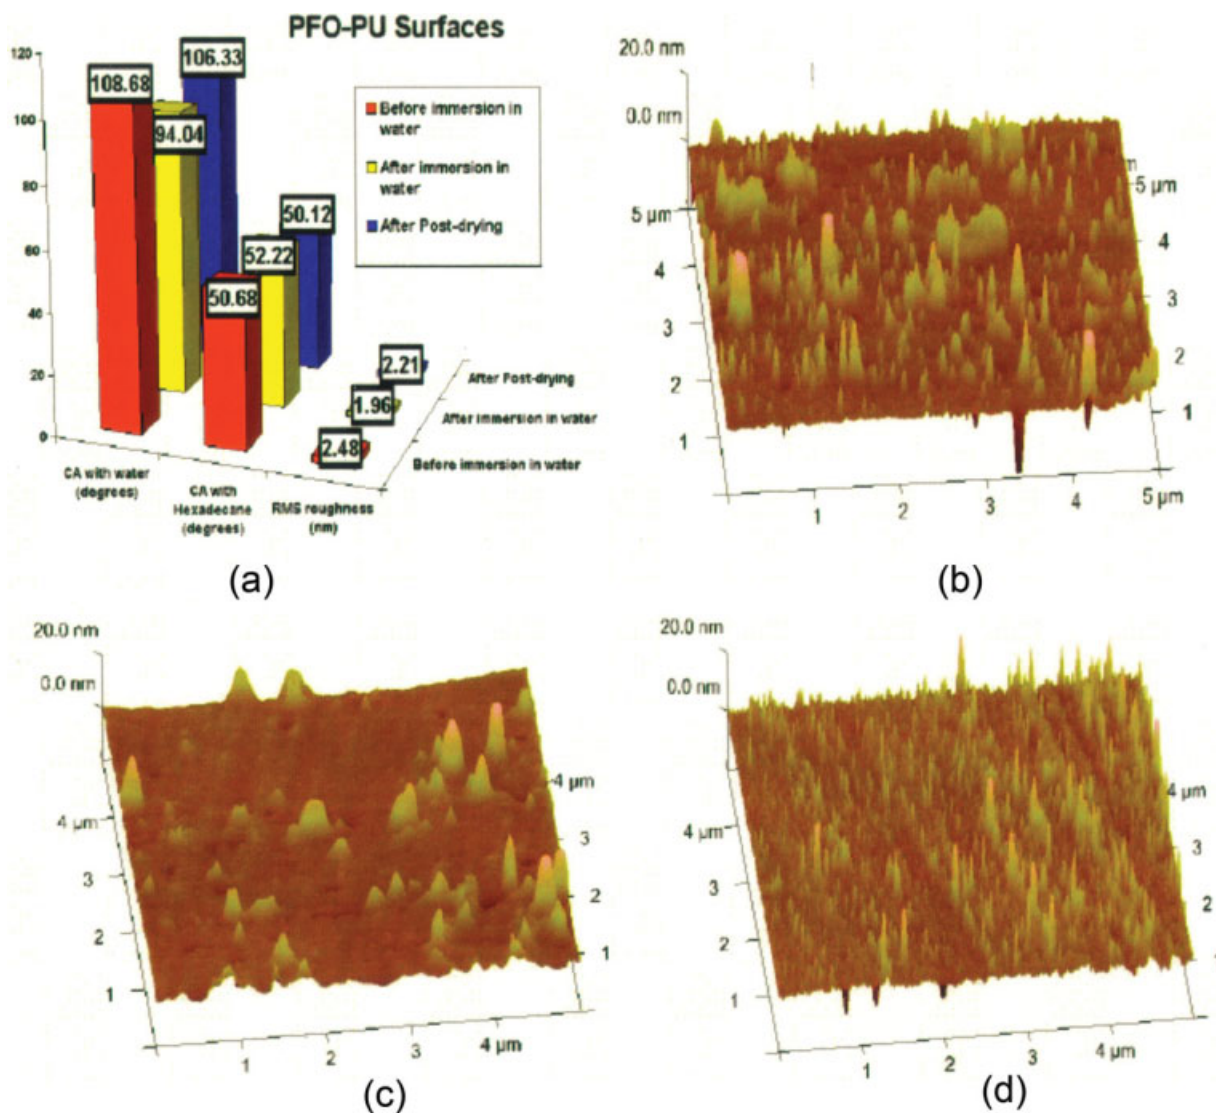 PFO-PU Surfaces
120
100
80
60
40
20
0
108.68
94.04
106.33
50.68
52.22
50.12
2.48
1.96
2.21
Before immersion in
water
After immersion in
water
After Post-drying
After Post-drying
After immersion in water
Before immersion in water
CA with water
(degrees)
CA with
Hexadecane
(degrees)
RMS roughness
(nm)
(a)
20.0 nm
0.0 nm
5 µm
4
3
2
1
5 µm
4
3
2
1
1
2
3
4
5 µm
(b)
20.0 nm
0.0 nm
4 µm
3
2
1
4 µm
3
2
1
1
2
3
4 µm
(c)
20.0 nm
0.0 nm
4 µm
3
2
1
4 µm
3
2
1
2
3
4 µm
(d)